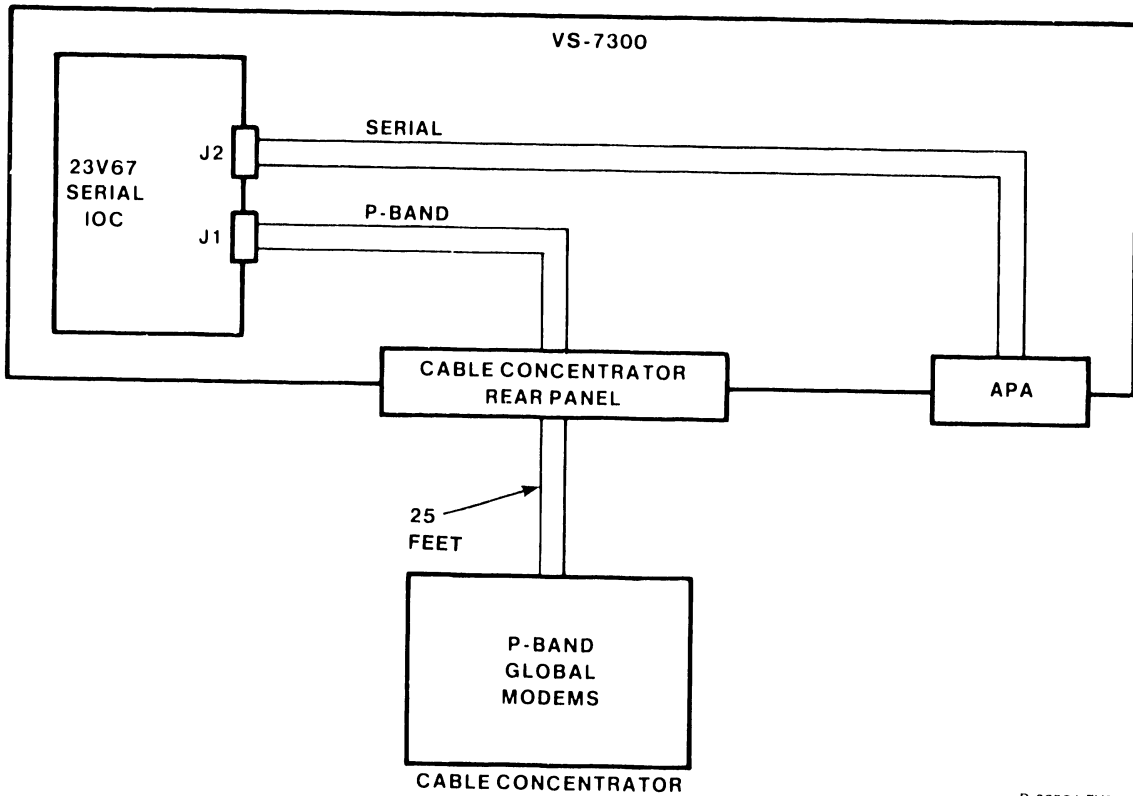 VS-7300
SERIAL
J2
23V67
SERIAL
IOC
P-BAND
J1
CABLE CONCENTRATOR
REAR PANEL
APA
25
FEET
P-BAND
GLOBAL
MODEMS
CABLE CONCENTRATOR